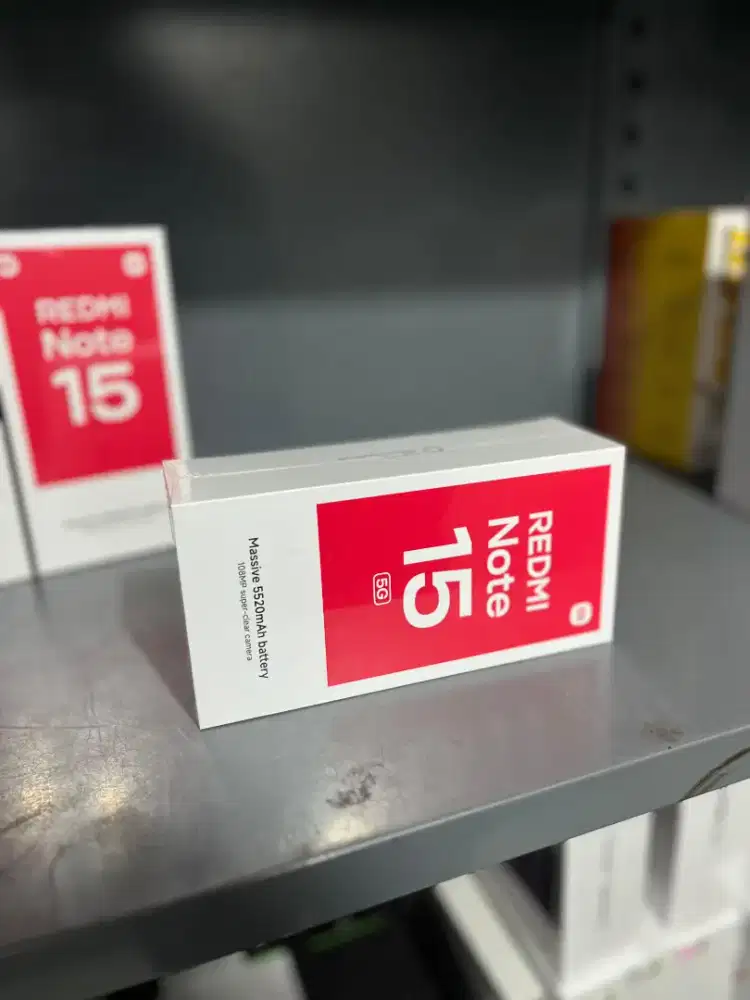 REDMI
Note
15
REDMI
Note
15
5G
Massive 5520mAh battery
108MP super-clear camera